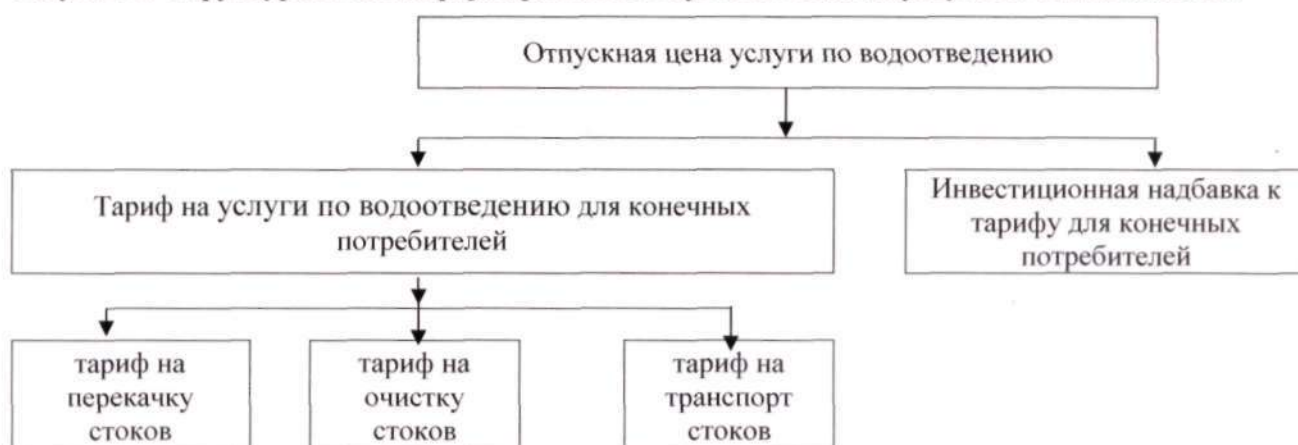 Отпускная цена услуги по водоотведению
Тариф на услуги по водоотведению для конечных
потребителей
Инвестиционная надбавка к
тарифу для конечных
потребителей
тариф на
перекачку
стоков
тариф на
очистку
стоков
тариф на
транспорт
стоков